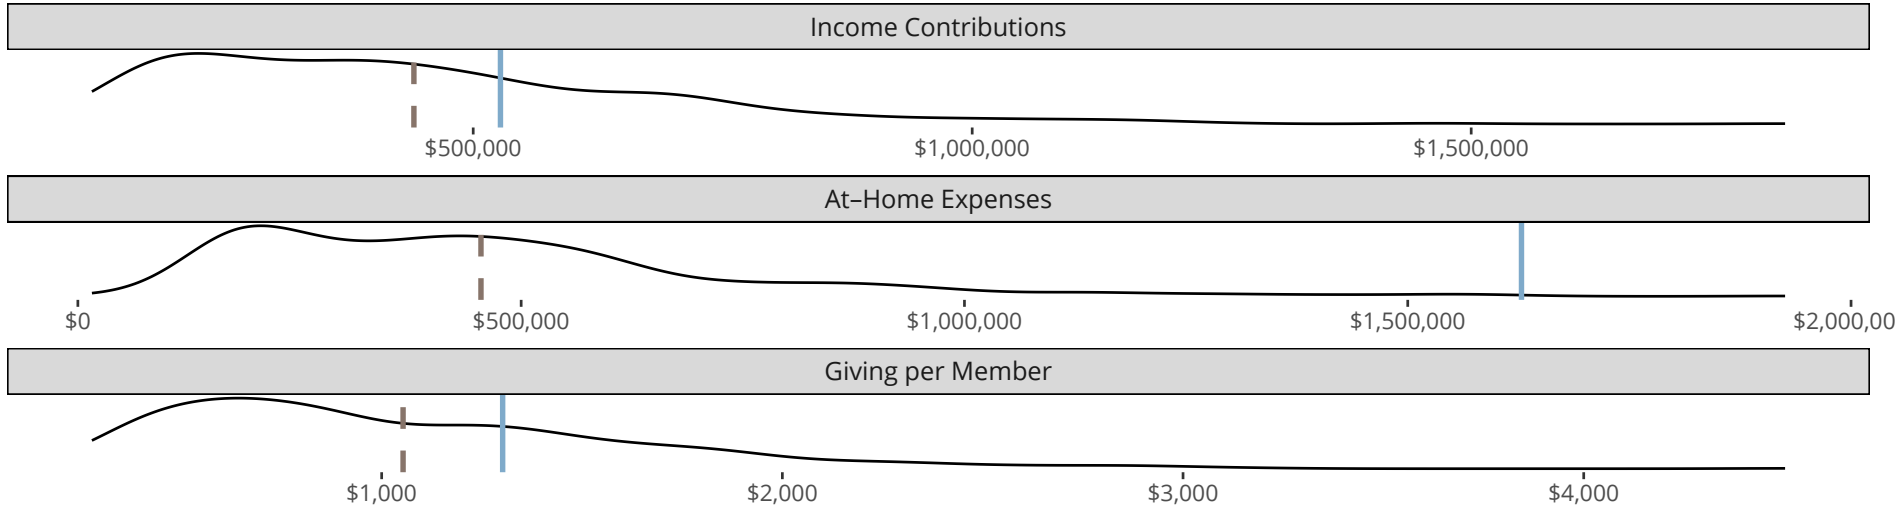 Income Contributions
$500,000 $1,000,000 $1,500,000
At–Home Expenses
$0 $500,000 $1,000,000 $1,500,000 $2,000,00
Giving per Member
$1,000 $2,000 $3,000 $4,000